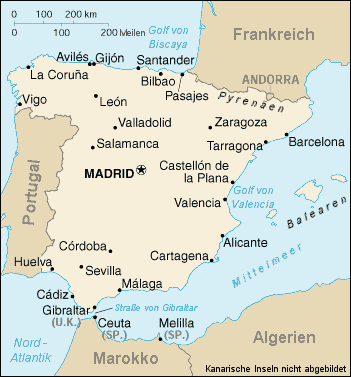 0 100 200 km
0 100 200 Meilen
Golf von
Biscaya
Frankreich
Avilés Gijón Santander
La Coruña
Bilbao
ANDORRA
Pasajes
Pyrenäen
Vigo
León
Valladolid
Zaragoza
Salamanca
Tarragona
Barcelona
MADRID
Castellón de
la Plana
Portugal
Golf von
Valencia
Valencia
Balearen
Alicante
Córdoba
Cartagena
Mittelmeer
Huelva
Sevilla
Málaga
Cádiz
Gibraltar
(U.K.)
Straße von Gibraltar
Ceuta
(SP.)
Melilla
(SP.)
Nord-
Atlantik
Marokko
Algerien
Kanarische Inseln nicht abgebildet